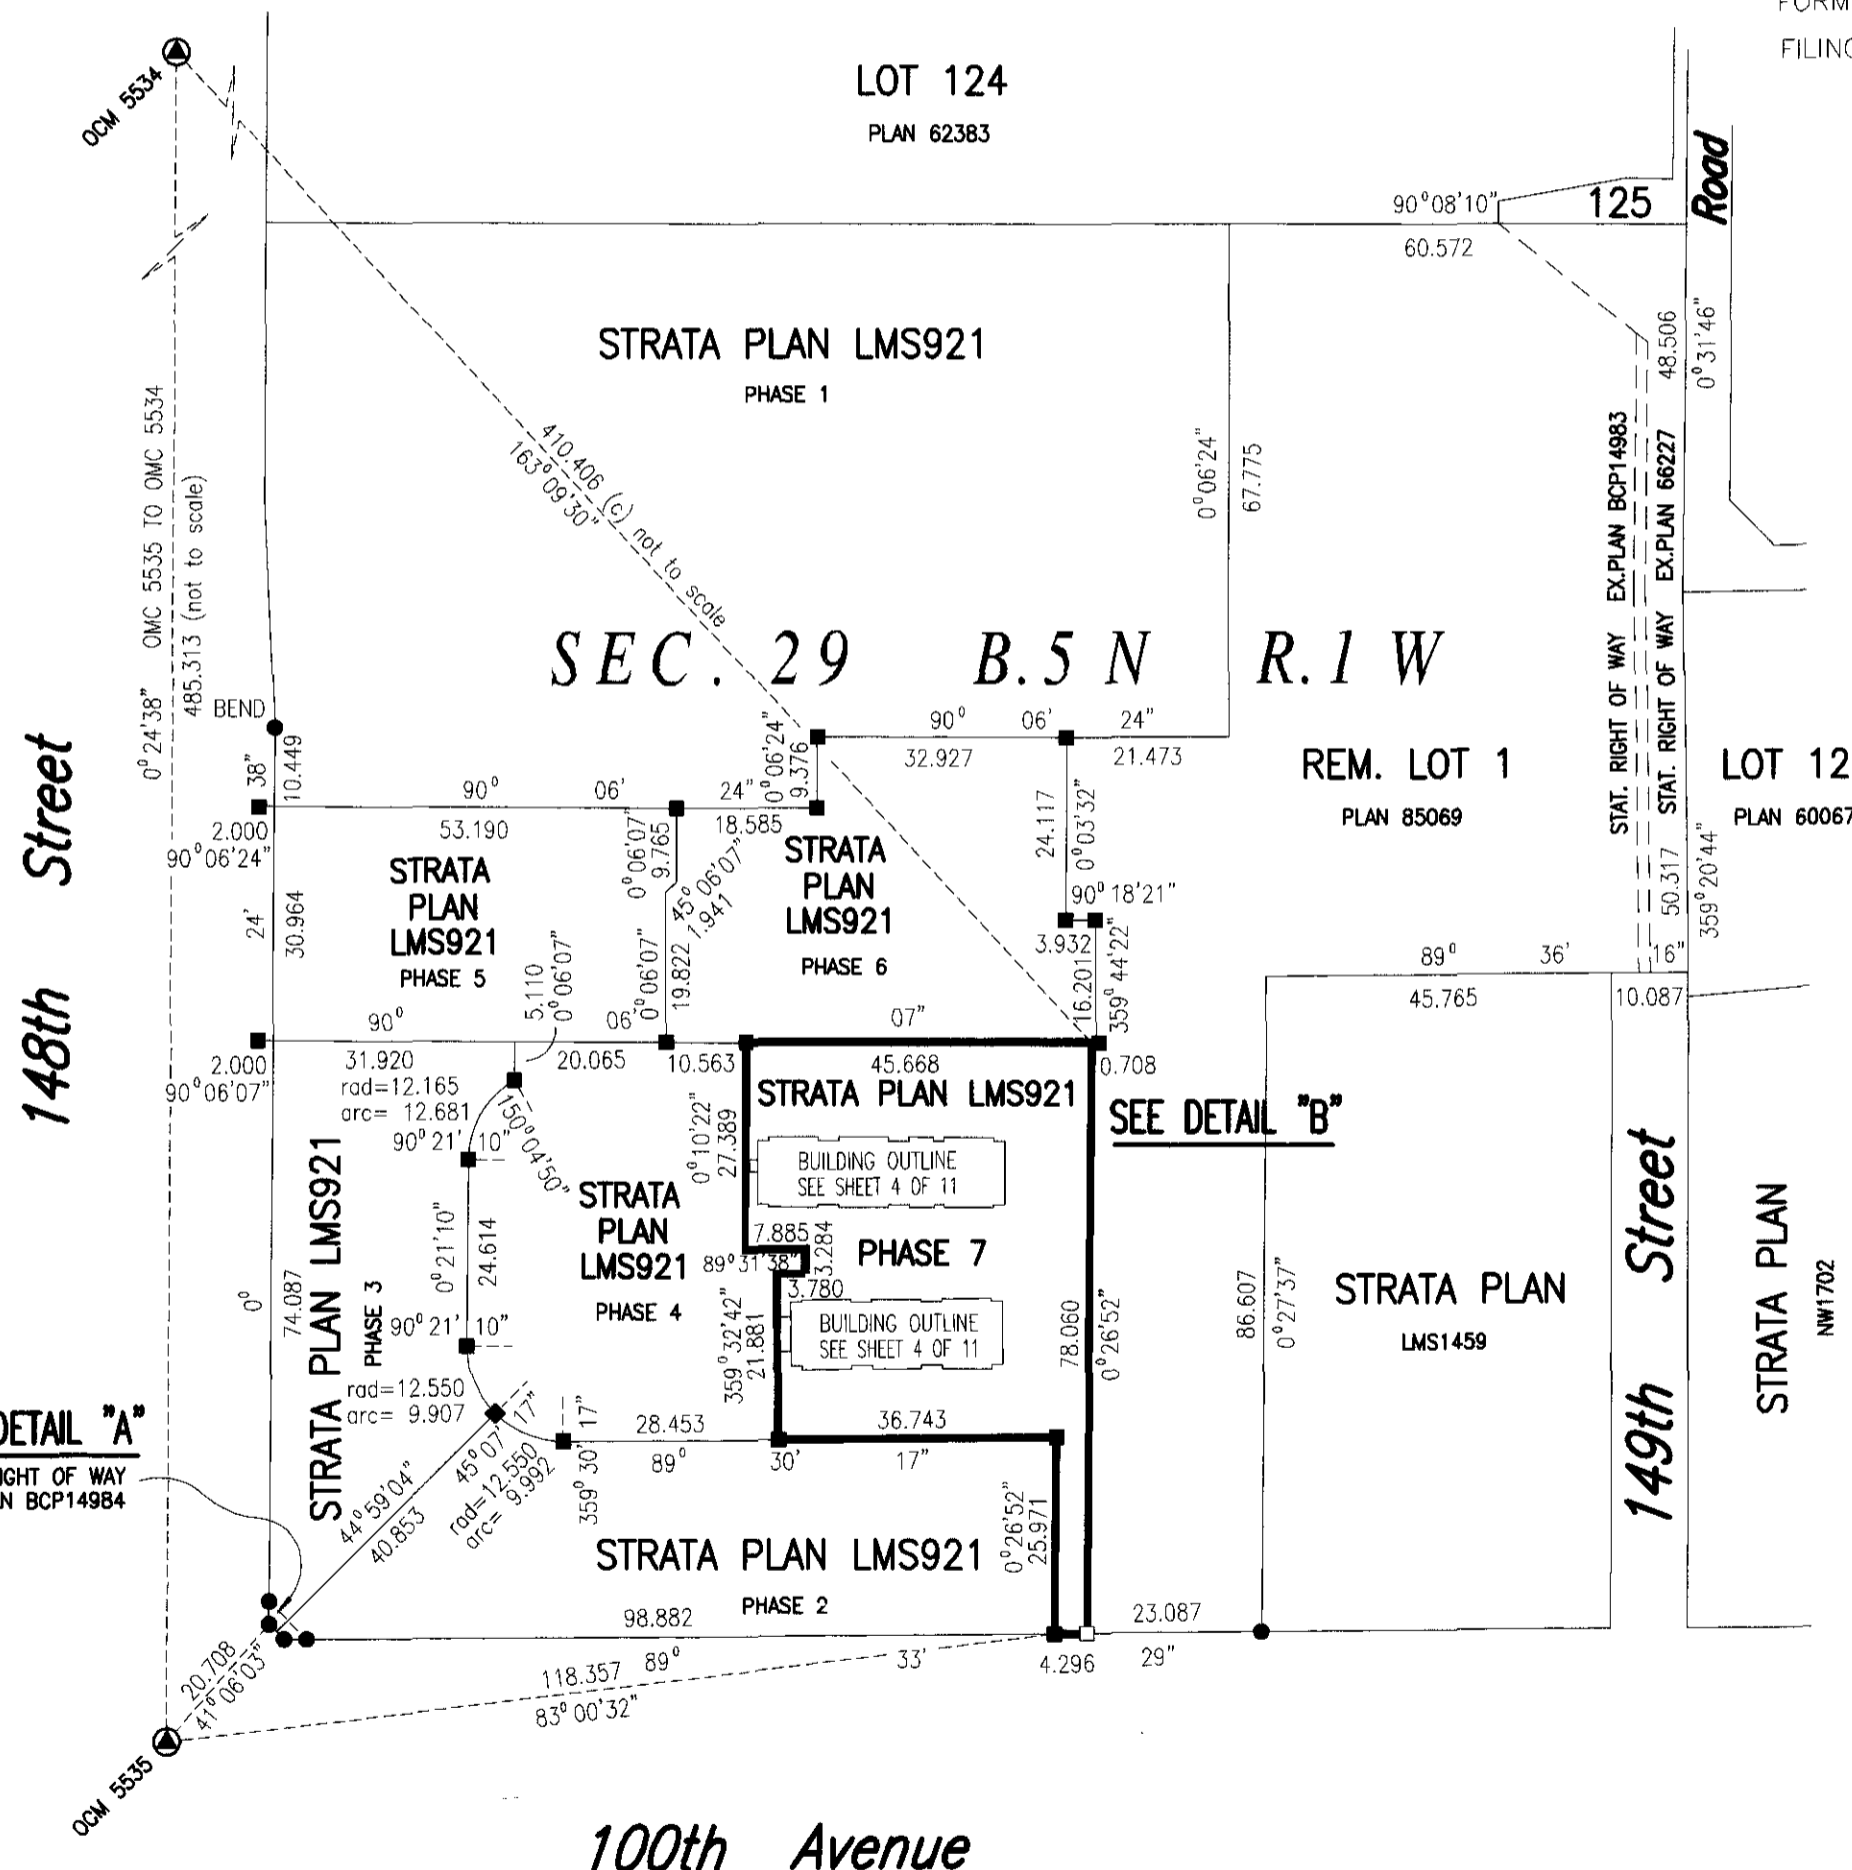 FORM
FILING
OCM 5534
LOT 124
PLAN 62383
90°08'10"
125
Road
60.572
STRATA PLAN LMS921
PHASE 1
48.506
0°31'46"
0°24'38" OMC 5535 TO OMC 5534
485.313 (not to scale)
410.406 (c) not to scale
163°09'30"
0°06'24"
67.775
STAT. RIGHT OF WAY EX.PLAN BCP14983
STAT. RIGHT OF WAY EX.PLAN 66227
SEC. 29 B.5 N R.1 W
BEND
148th Street
38"
10.449
90° 06' 24"
53.190
18.585
0°06'24"
9.376
90° 06' 24"
32.927
21.473
REM. LOT 1
PLAN 85069
LOT 12
PLAN 60067
2.000
90°06'24"
24'
30.964
STRATA
PLAN
LMS921
PHASE 5
0°06'07"
9.765
45°06'07"
1.941
STRATA
PLAN
LMS921
PHASE 6
24.117
0°03'32"
90°18'21"
3.932
16.201
359°44'22"
50.317
359°20'44"
89° 36' 16"
45.765
10.087
5.110
0°06'07"
19.822
0°06'07"
90° 06' 07"
2.000
90°06'07"
31.920
20.065
10.563
45.668
0.708
rad=12.165
arc= 12.681
90°21' 10"
150°04'50"
0°10'22"
27.389
STRATA PLAN LMS921
SEE DETAIL "B"
BUILDING OUTLINE
SEE SHEET 4 OF 11
STRATA PLAN LMS921
PHASE 3
0°
74.087
0°21'10"
24.614
STRATA
PLAN
LMS921
PHASE 4
7.885
89°31'38"
3.284
3.780
PHASE 7
BUILDING OUTLINE
SEE SHEET 4 OF 11
359°32'42"
21.881
78.060
0°26'52"
86.607
0°27'37"
STRATA PLAN
LMS1459
149th Street
STRATA PLAN
NW1702
90°21' 10"
rad=12.550
arc= 9.907
DETAIL "A"
IGHT OF WAY
N BCP14984
45°07' 17"
rad=12.550
arc= 9.992
359°30' 17"
28.453
36.743
89° 30' 17"
44°59'04"
40.853
0°26'52"
25.971
STRATA PLAN LMS921
PHASE 2
98.882
23.087
89° 33' 29"
4.296
20.708
41°06'03"
118.357
83°00'32"
OCM 5535
100th Avenue